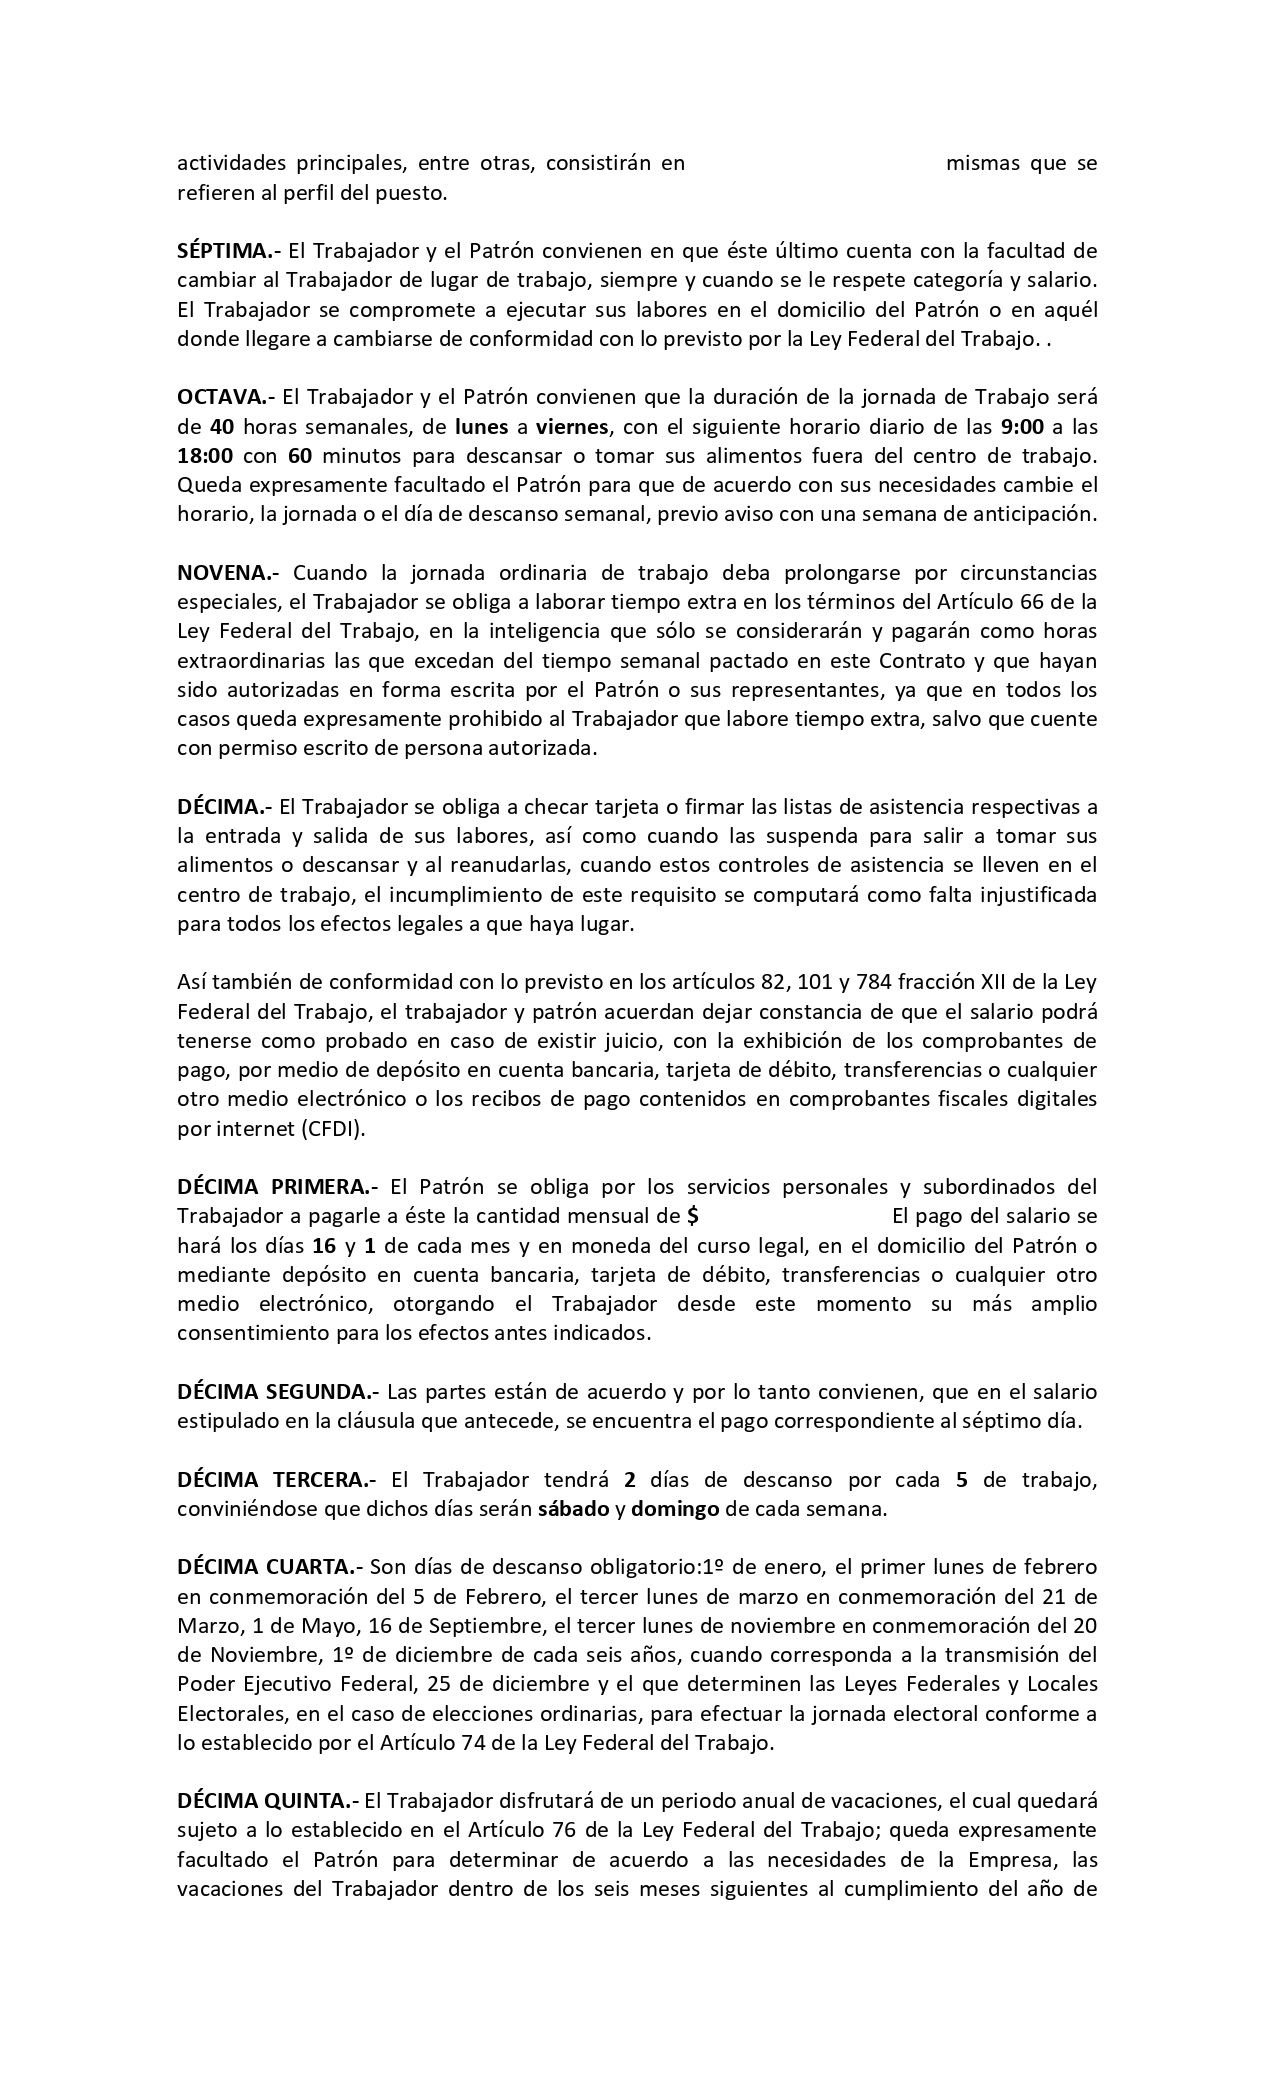 actividades principales, entre otras, consistirán en mismas que se
refieren al perfil del puesto.
SÉPTIMA.- El Trabajador y el Patrón convienen en que éste último cuenta con la facultad de
cambiar al Trabajador de lugar de trabajo, siempre y cuando se le respete categoría y salario.
El Trabajador se compromete a ejecutar sus labores en el domicilio del Patrón o en aquél
donde llegare a cambiarse de conformidad con lo previsto por la Ley Federal del Trabajo. .
OCTAVA.- El Trabajador y el Patrón convienen que la duración de la jornada de Trabajo será
de 40 horas semanales, de lunes a viernes, con el siguiente horario diario de las 9:00 a las
18:00 con 60 minutos para descansar o tomar sus alimentos fuera del centro de trabajo.
Queda expresamente facultado el Patrón para que de acuerdo con sus necesidades cambie el
horario, la jornada o el día de descanso semanal, previo aviso con una semana de anticipación.
NOVENA.- Cuando la jornada ordinaria de trabajo deba prolongarse por circunstancias
especiales, el Trabajador se obliga a laborar tiempo extra en los términos del Artículo 66 de la
Ley Federal del Trabajo, en la inteligencia que sólo se considerarán y pagarán como horas
extraordinarias las que excedan del tiempo semanal pactado en este Contrato y que hayan
sido autorizadas en forma escrita por el Patrón o sus representantes, ya que en todos los
casos queda expresamente prohibido al Trabajador que labore tiempo extra, salvo que cuente
con permiso escrito de persona autorizada.
DÉCIMA.- El Trabajador se obliga a checar tarjeta o firmar las listas de asistencia respectivas a
la entrada y salida de sus labores, así como cuando las suspenda para salir a tomar sus
alimentos o descansar y al reanudarlas, cuando estos controles de asistencia se lleven en el
centro de trabajo, el incumplimiento de este requisito se computará como falta injustificada
para todos los efectos legales a que haya lugar.
Así también de conformidad con lo previsto en los artículos 82, 101 y 784 fracción XII de la Ley
Federal del Trabajo, el trabajador y patrón acuerdan dejar constancia de que el salario podrá
tenerse como probado en caso de existir juicio, con la exhibición de los comprobantes de
pago, por medio de depósito en cuenta bancaria, tarjeta de débito, transferencias o cualquier
otro medio electrónico o los recibos de pago contenidos en comprobantes fiscales digitales
por internet (CFDI).
DÉCIMA PRIMERA.- El Patrón se obliga por los servicios personales y subordinados del
Trabajador a pagarle a éste la cantidad mensual de $ El pago del salario se
hará los días 16 y 1 de cada mes y en moneda del curso legal, en el domicilio del Patrón o
mediante depósito en cuenta bancaria, tarjeta de débito, transferencias o cualquier otro
medio electrónico, otorgando el Trabajador desde este momento su más amplio
consentimiento para los efectos antes indicados.
DÉCIMA SEGUNDA.- Las partes están de acuerdo y por lo tanto convienen, que en el salario
estipulado en la cláusula que antecede, se encuentra el pago correspondiente al séptimo día.
DÉCIMA TERCERA.- El Trabajador tendrá 2 días de descanso por cada 5 de trabajo,
conviniéndose que dichos días serán sábado y domingo de cada semana.
DÉCIMA CUARTA.- Son días de descanso obligatorio:1º de enero, el primer lunes de febrero
en conmemoración del 5 de Febrero, el tercer lunes de marzo en conmemoración del 21 de
Marzo, 1 de Mayo, 16 de Septiembre, el tercer lunes de noviembre en conmemoración del 20
de Noviembre, 1º de diciembre de cada seis años, cuando corresponda a la transmisión del
Poder Ejecutivo Federal, 25 de diciembre y el que determinen las Leyes Federales y Locales
Electorales, en el caso de elecciones ordinarias, para efectuar la jornada electoral conforme a
lo establecido por el Artículo 74 de la Ley Federal del Trabajo.
DÉCIMA QUINTA.- El Trabajador disfrutará de un periodo anual de vacaciones, el cual quedará
sujeto a lo establecido en el Artículo 76 de la Ley Federal del Trabajo; queda expresamente
facultado el Patrón para determinar de acuerdo a las necesidades de la Empresa, las
vacaciones del Trabajador dentro de los seis meses siguientes al cumplimiento del año de